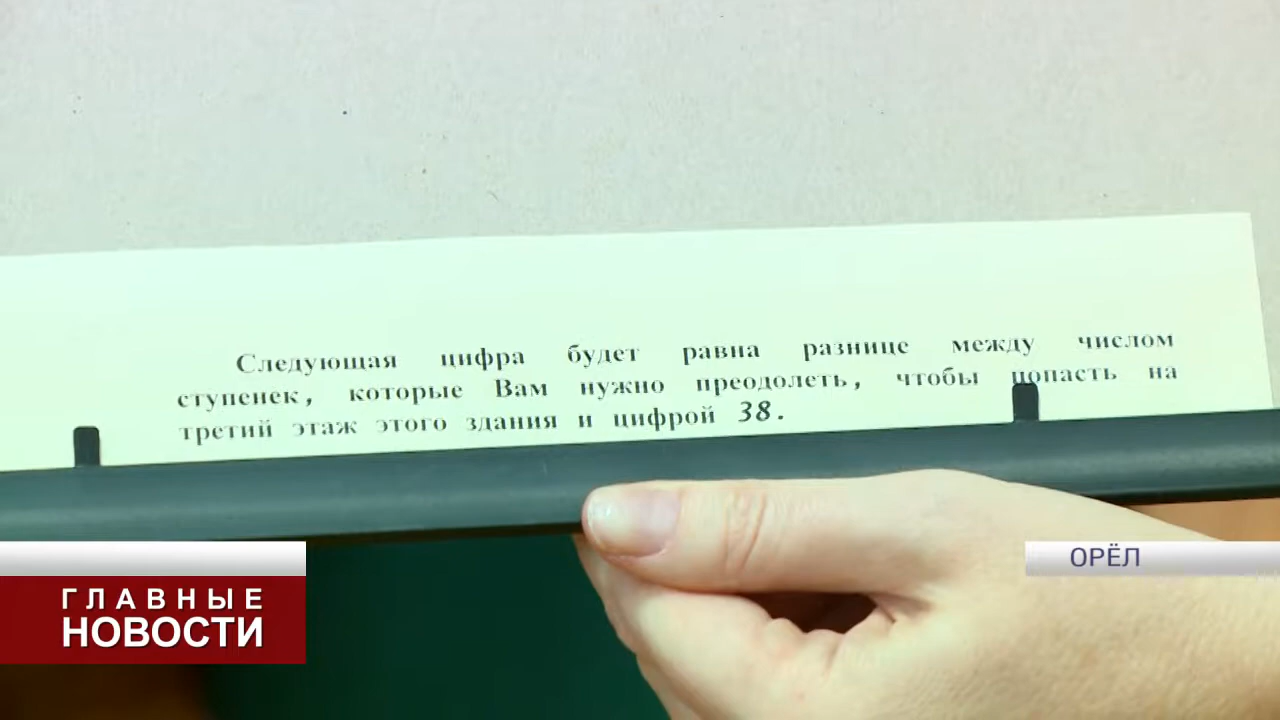 Следующая цифра будет равна разнице между числом
ступенек, которые Вам нужно преодолеть, чтобы попасть на
третий этаж этого здания и цифрой 38.
ОРЁЛ
ГЛАВНЫЕ
НОВОСТИ